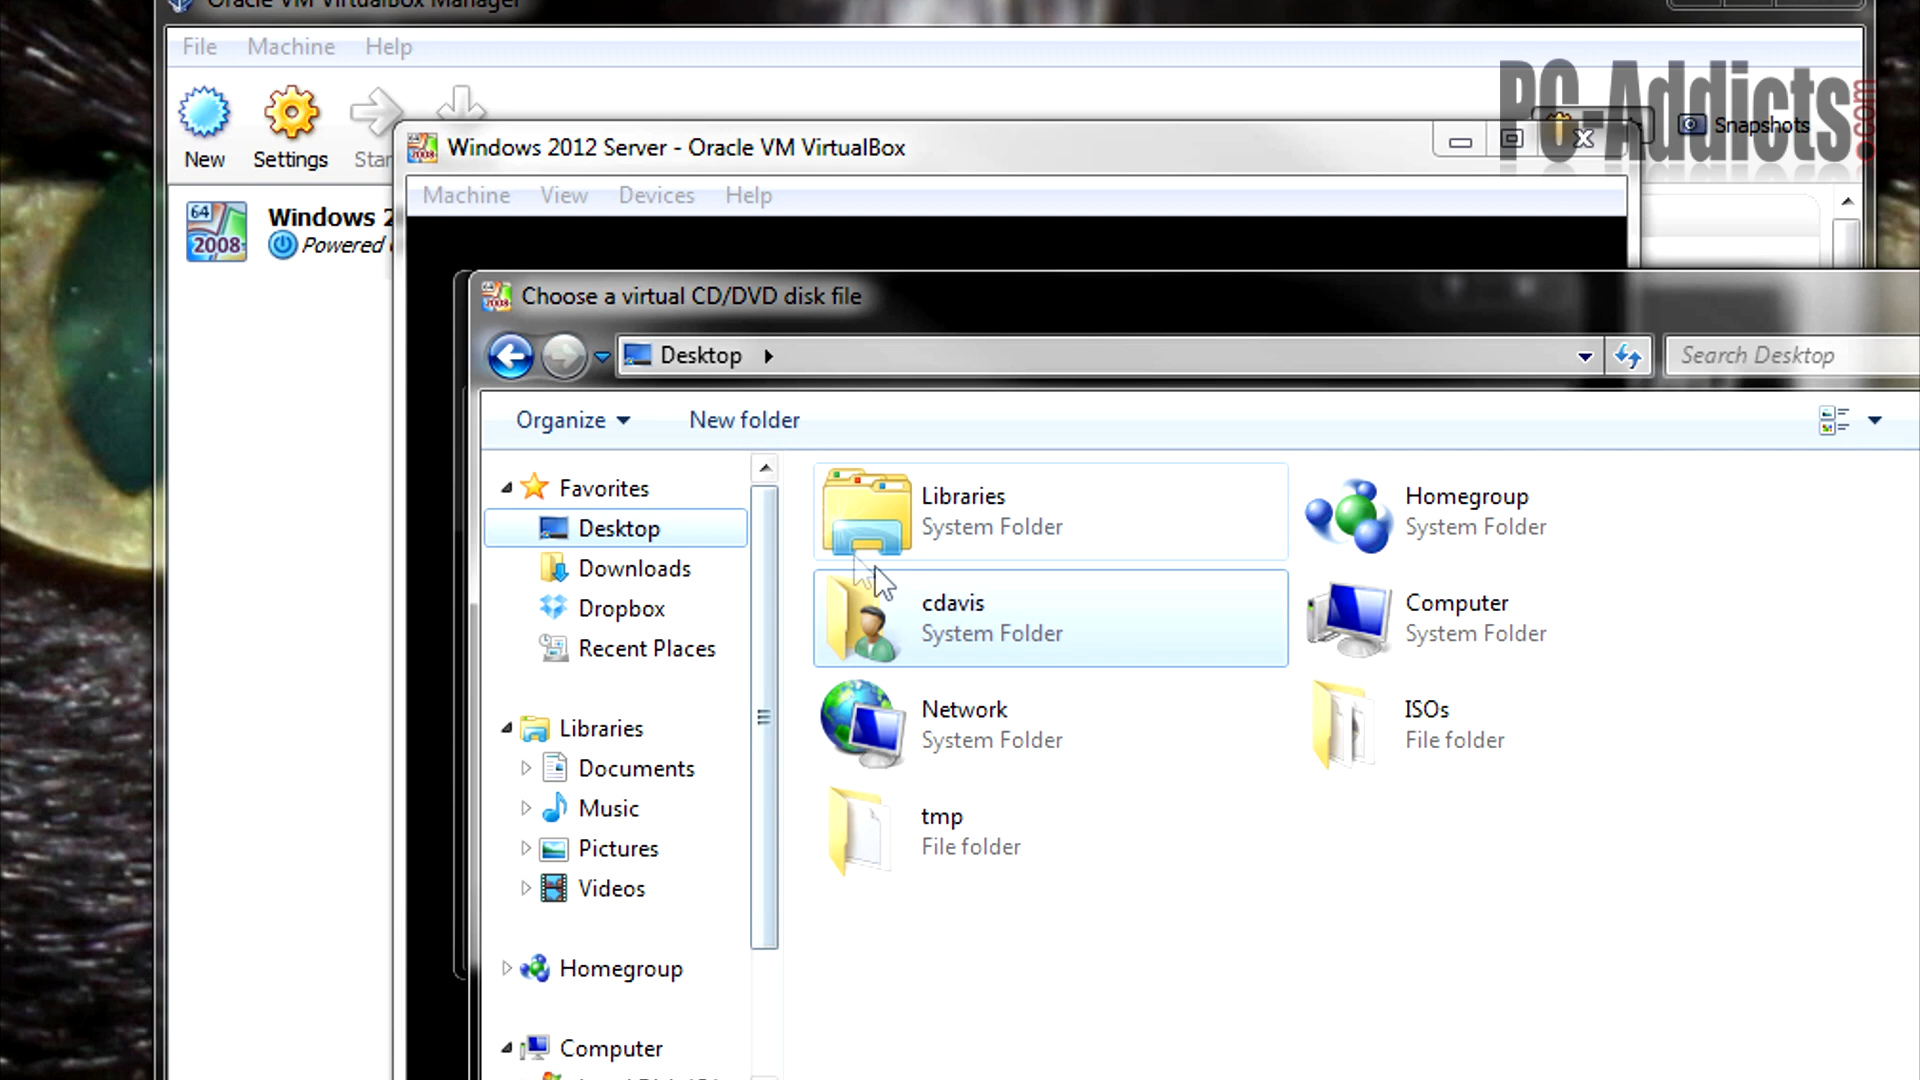 Oracle VM VirtualBox Manager
File Machine Help
PC-Addicts.com
New Settings Star
Snapshots
Windows 2012 Server - Oracle VM VirtualBox
Machine View Devices Help
64
2008
Windows 2
Powered
Choose a virtual CD/DVD disk file
Desktop
Search Desktop
Organize New folder
Favorites
Desktop
Downloads
Dropbox
Recent Places
Libraries
Documents
Music
Pictures
Videos
Homegroup
Computer
Libraries
System Folder
Homegroup
System Folder
cdavis
System Folder
Computer
System Folder
Network
System Folder
ISOs
File folder
tmp
File folder